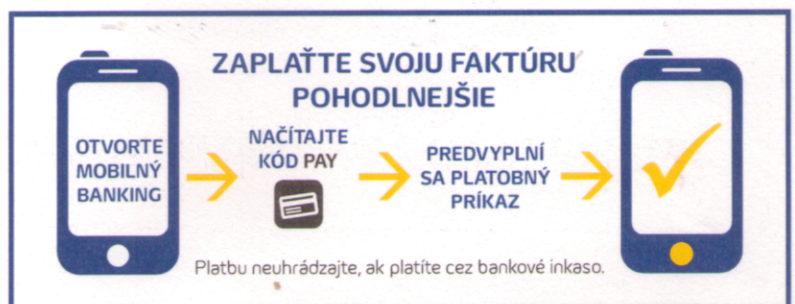 ZAPLAŤTE SVOJU FAKTÚRU
POHODLNEJŠIE
OTVORTE
MOBILNÝ
BANKING
NAČÍTAJTE
KÓD PAY
PREDVYPLNÍ
SA PLATOBNÝ
PRÍKAZ
Platbu neuhrádzajte, ak platíte cez bankové inkaso.